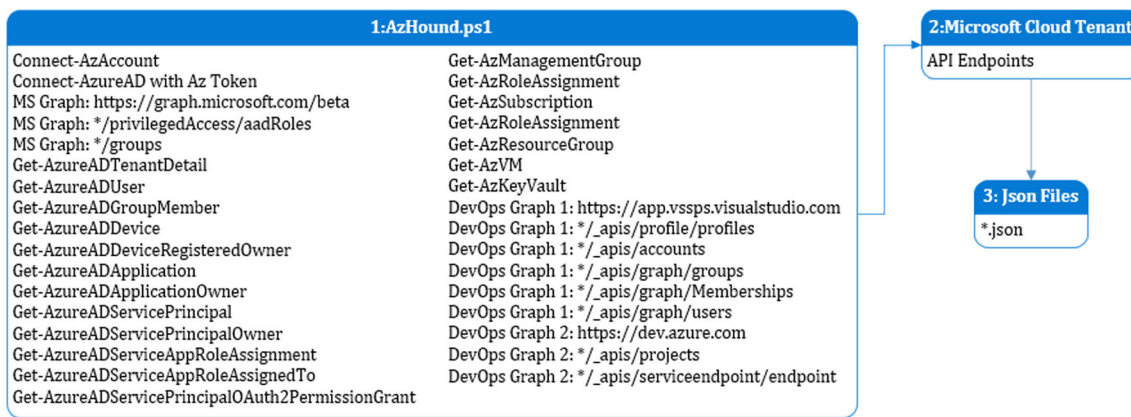 1:AzHound.ps1
Connect-AzAccount
Connect-AzureAD with Az Token
MS Graph: https://graph.microsoft.com/beta
MS Graph: */privilegedAccess/aadRoles
MS Graph: */groups
Get-AzureADTenantDetail
Get-AzureADUser
Get-AzureADGroupMember
Get-AzureADDevice
Get-AzureADDeviceRegisteredOwner
Get-AzureADApplication
Get-AzureADApplicationOwner
Get-AzureADServicePrincipal
Get-AzureADServicePrincipalOwner
Get-AzureADServiceAppRoleAssignment
Get-AzureADServiceAppRoleAssignedTo
Get-AzureADServicePrincipalOAuth2PermissionGrant
Get-AzManagementGroup
Get-AzRoleAssignment
Get-AzSubscription
Get-AzRoleAssignment
Get-AzResourceGroup
Get-AzVM
Get-AzKeyVault
DevOps Graph 1: https://app.vssps.visualstudio.com
DevOps Graph 1: */_apis/profile/profiles
DevOps Graph 1: */_apis/accounts
DevOps Graph 1: */_apis/graph/groups
DevOps Graph 1: */_apis/graph/Memberships
DevOps Graph 1: */_apis/graph/users
DevOps Graph 2: https://dev.azure.com
DevOps Graph 2: */_apis/projects
DevOps Graph 2: */_apis/serviceendpoint/endpoint
2:Microsoft Cloud Tenant
API Endpoints
3: Json Files
*.json